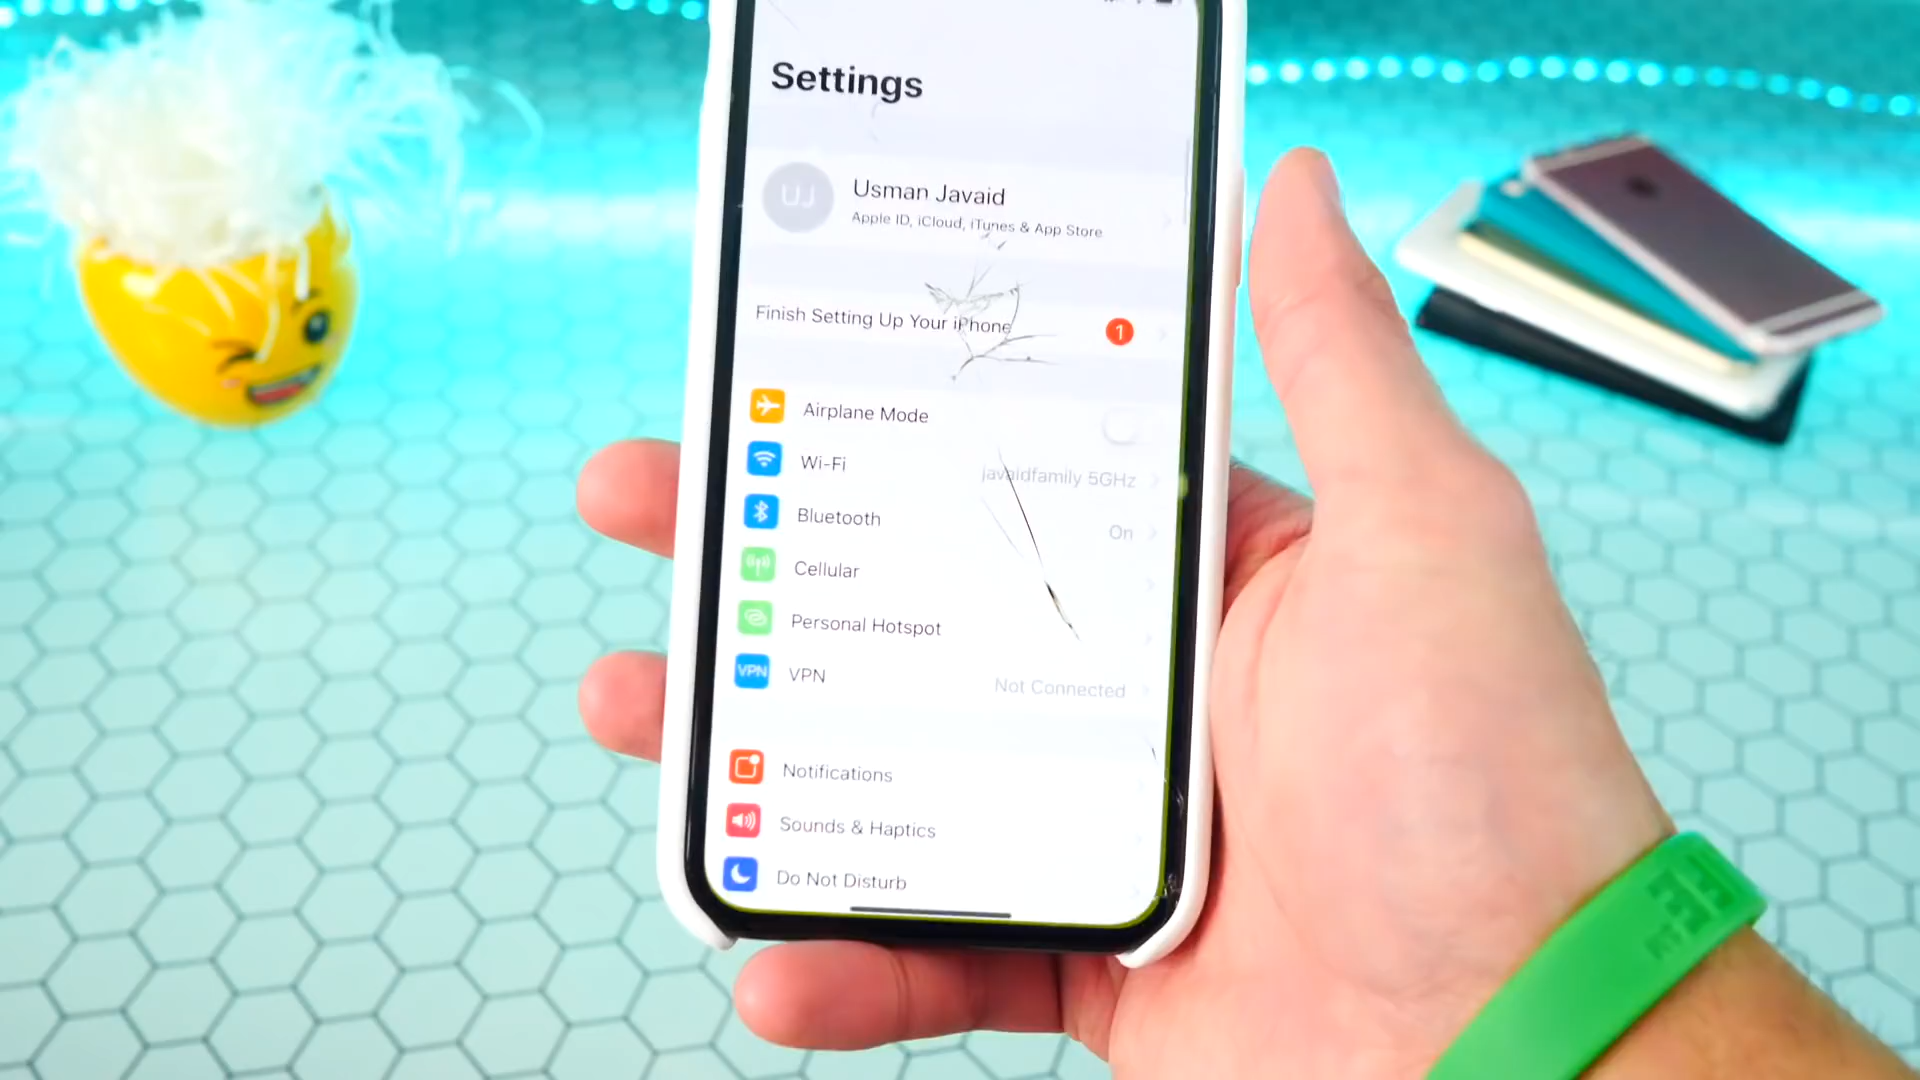 Settings
UJ
Usman Javaid
Apple ID, iCloud, iTunes & App Store
Finish Setting Up Your iPhone
1
Airplane Mode
Wi-Fi
javaidfamily 5GHz
Bluetooth
On
Cellular
Personal Hotspot
VPN
VPN
Not Connected
Notifications
Sounds & Haptics
Do Not Disturb